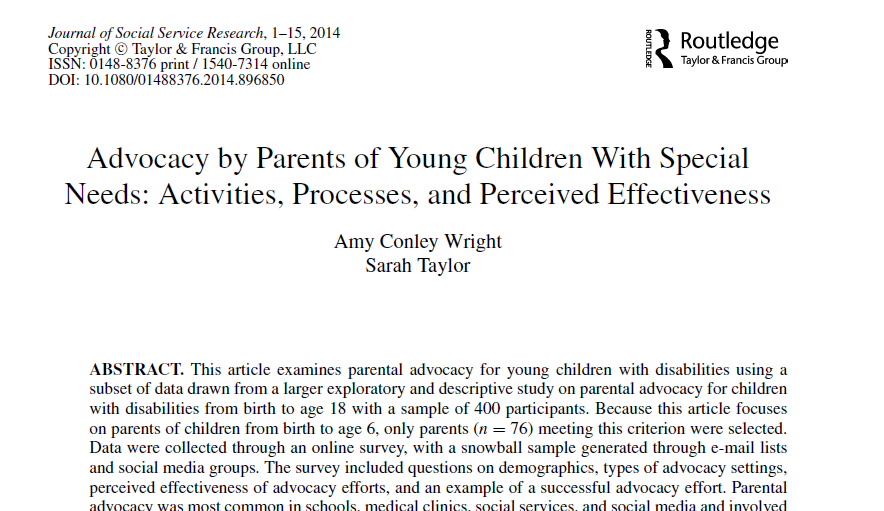 Journal of Social Service Research, 1–15, 2014
Copyright © Taylor & Francis Group, LLC
ISSN: 0148-8376 print / 1540-7314 online
DOI: 10.1080/01488376.2014.896850
ROUTLEDGE
Routledge
Taylor & Francis Group
Advocacy by Parents of Young Children With Special
Needs: Activities, Processes, and Perceived Effectiveness
Amy Conley Wright
Sarah Taylor
ABSTRACT. This article examines parental advocacy for young children with disabilities using a
subset of data drawn from a larger exploratory and descriptive study on parental advocacy for children
with disabilities from birth to age 18 with a sample of 400 participants. Because this article focuses
on parents of children from birth to age 6, only parents (n = 76) meeting this criterion were selected.
Data were collected through an online survey, with a snowball sample generated through e-mail lists
and social media groups. The survey included questions on demographics, types of advocacy settings,
perceived effectiveness of advocacy efforts, and an example of a successful advocacy effort. Parental
advocacy was most common in schools, medical clinics, social services, and social media and involved